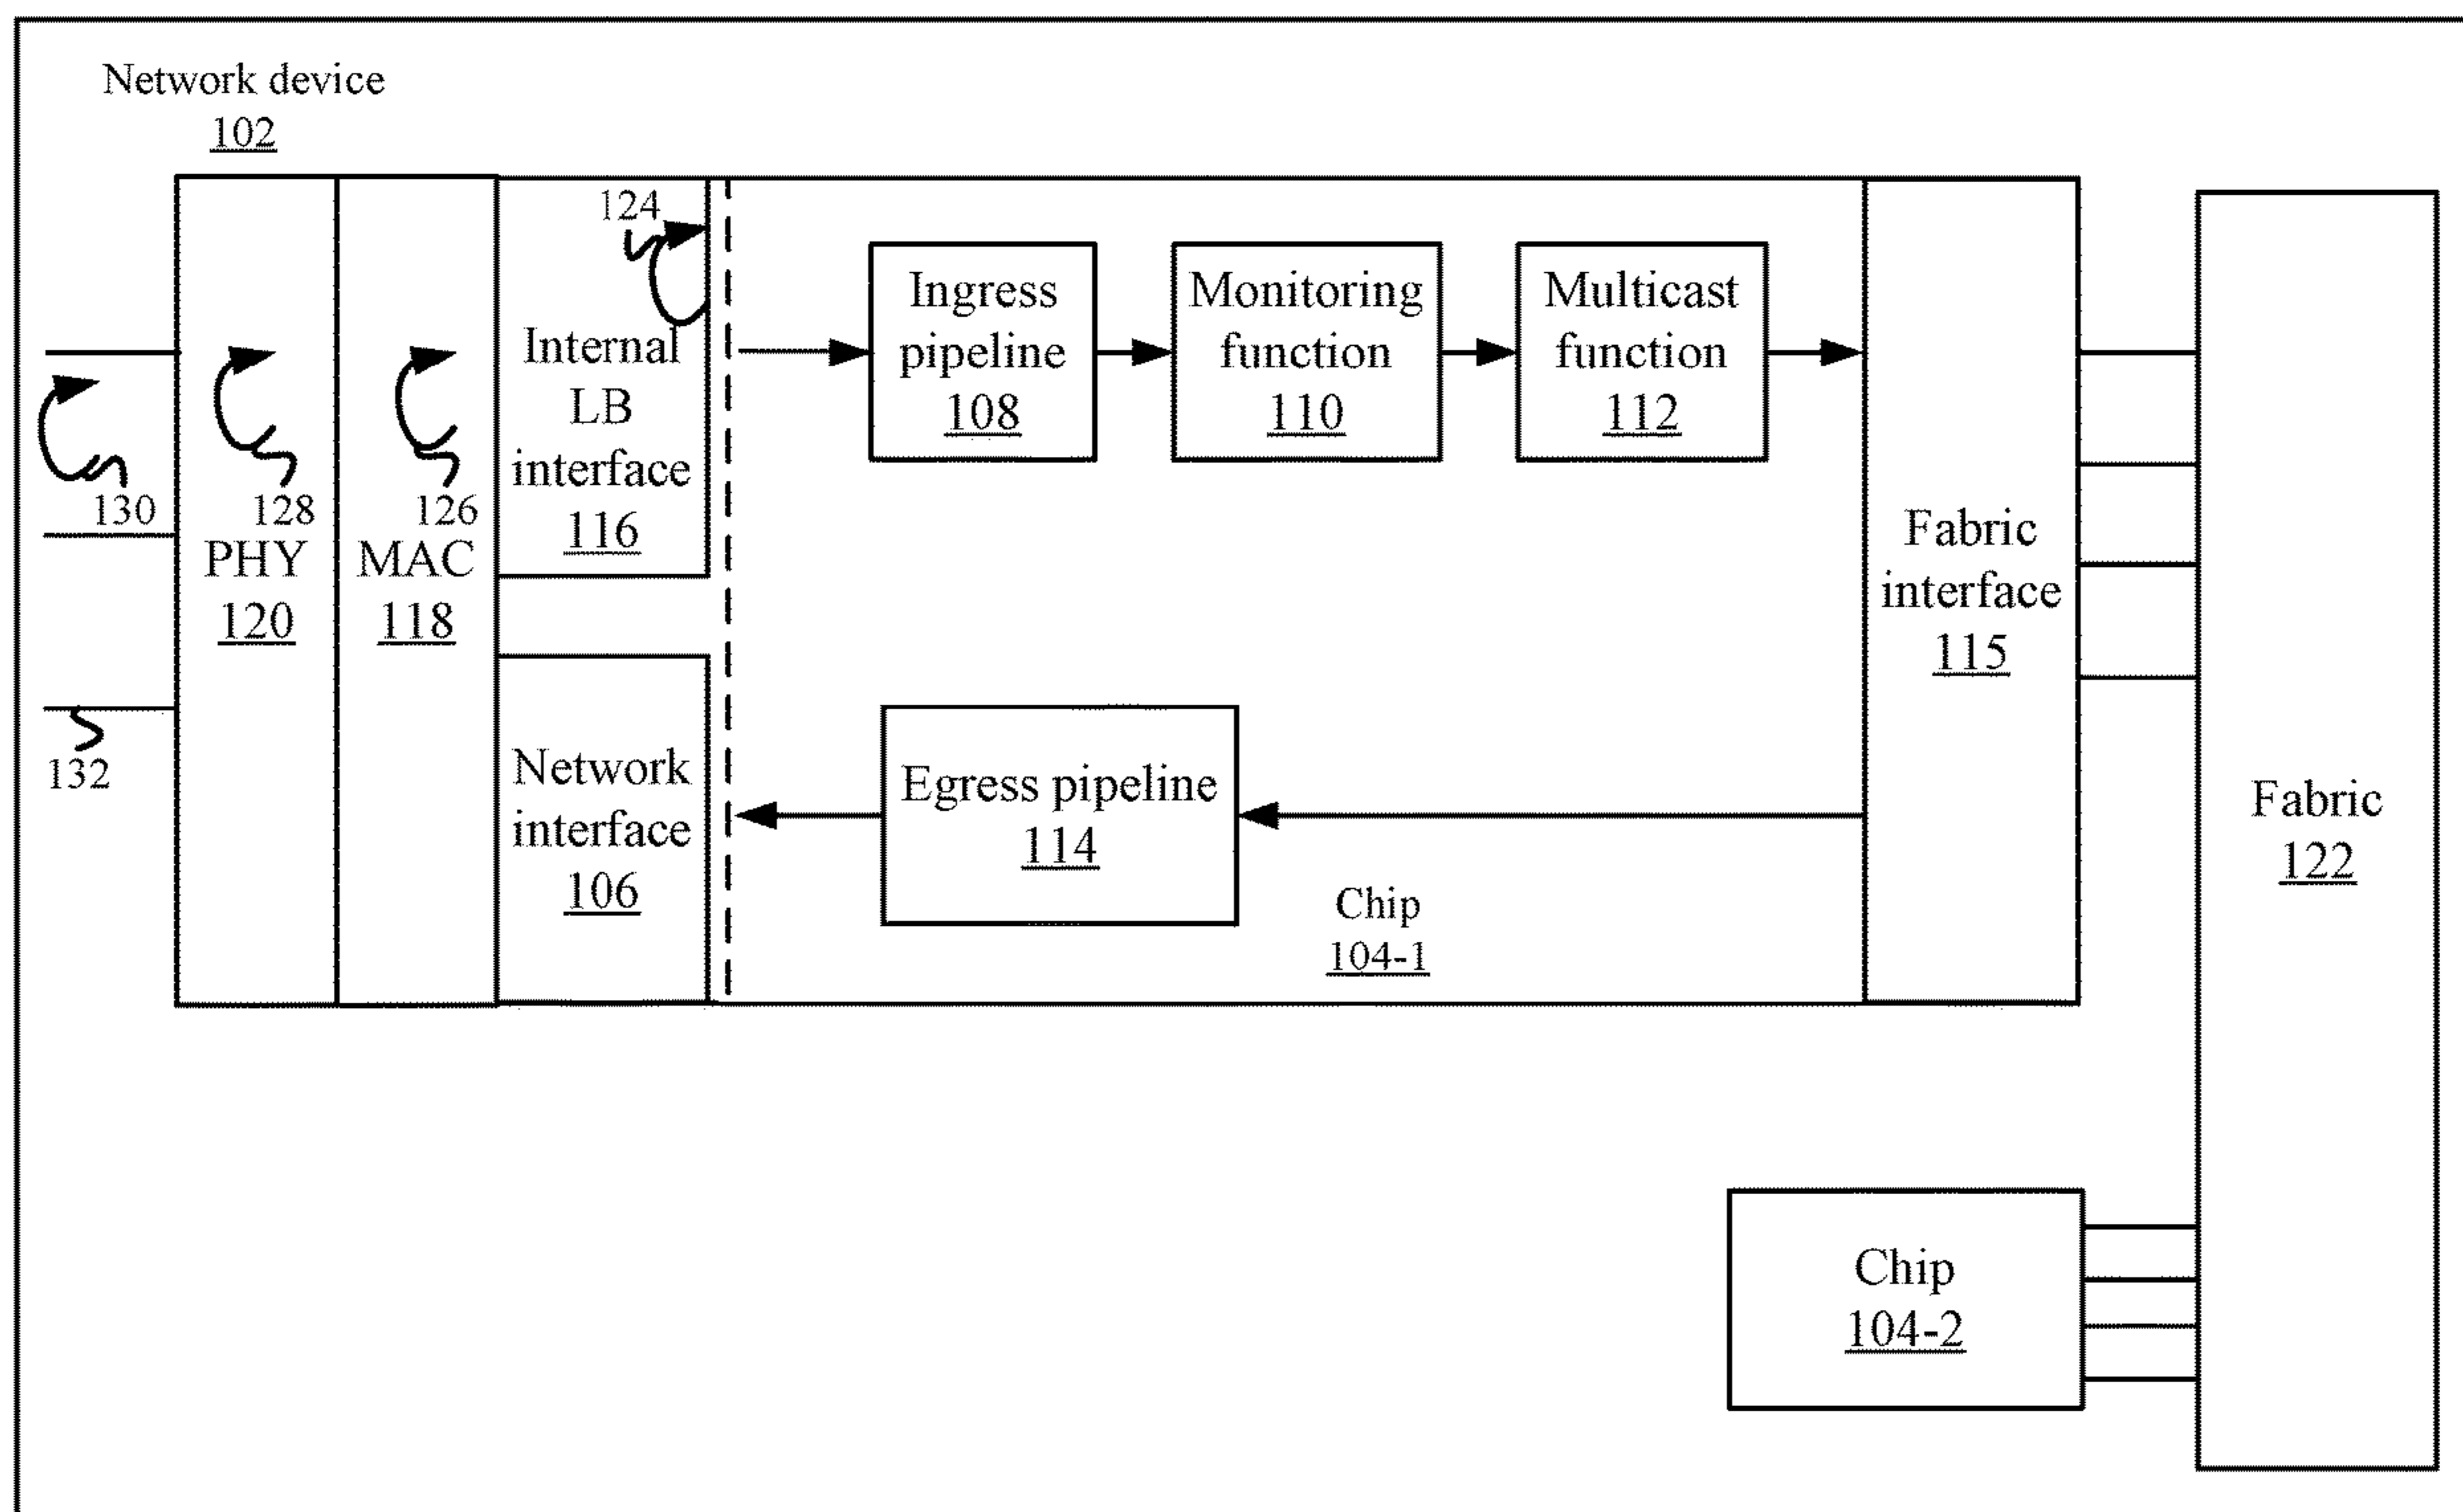 Network device
102
124
Internal
LB
interface
116
130
128
126
PHY
120
MAC
118
132
Network
interface
106
Ingress
pipeline
108
Monitoring
function
110
Multicast
function
112
Egress pipeline
114
Chip
104-1
Fabric
interface
115
Fabric
122
Chip
104-2